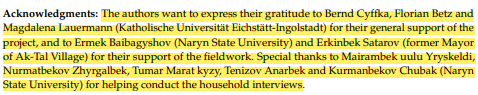 Acknowledgments: The authors want to express their gratitude to Bernd Cyffka, Florian Betz and
Magdalena Lauermann (Katholische Universität Eichstätt-Ingolstadt) for their general support of the
project, and to Ermek Baibagyshov (Naryn State University) and Erkinbek Satarov (former Mayor
of Ak-Tal Village) for their support of the fieldwork. Special thanks to Mairambek uulu Yryskeldi,
Nurmatbekov Zhyrgalbek, Tumar Marat kyzy, Tenizov Anarbek and Kurmanbekov Chubak (Naryn
State University) for helping conduct the household interviews.